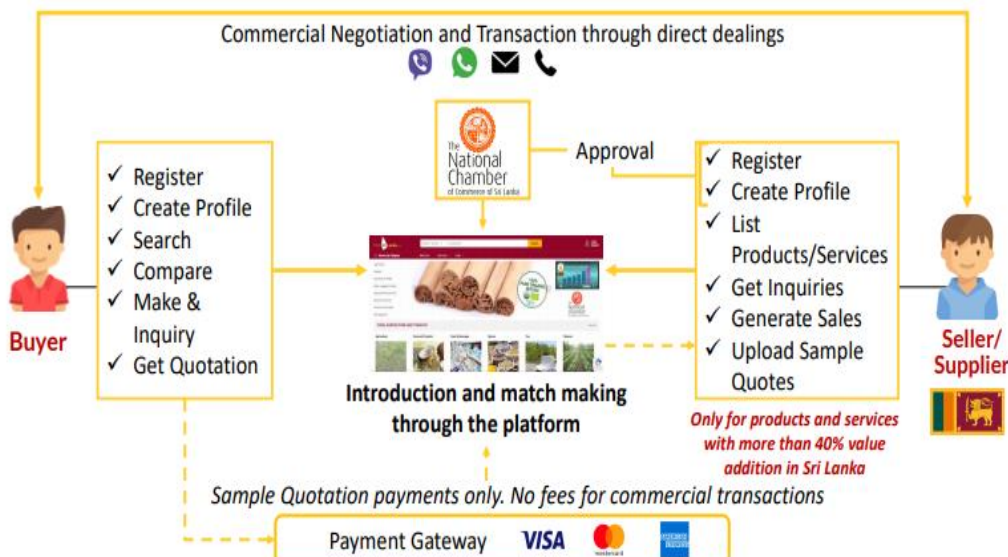 Commercial Negotiation and Transaction through direct dealings
The
National
Chamber
of Commerce of Sri Lanka
Approval
✓ Register
✓ Create Profile
✓ Search
✓ Compare
✓ Make &
Inquiry
✓ Get Quotation
Buyer
✓ Register
✓ Create Profile
✓ List
Products/Services
✓ Get Inquiries
✓ Generate Sales
✓ Upload Sample
Quotes
Seller/
Supplier
Introduction and match making
through the platform
Only for products and services
with more than 40% value
addition in Sri Lanka
Sample Quotation payments only. No fees for commercial transactions
Payment Gateway
VISA
mastercard